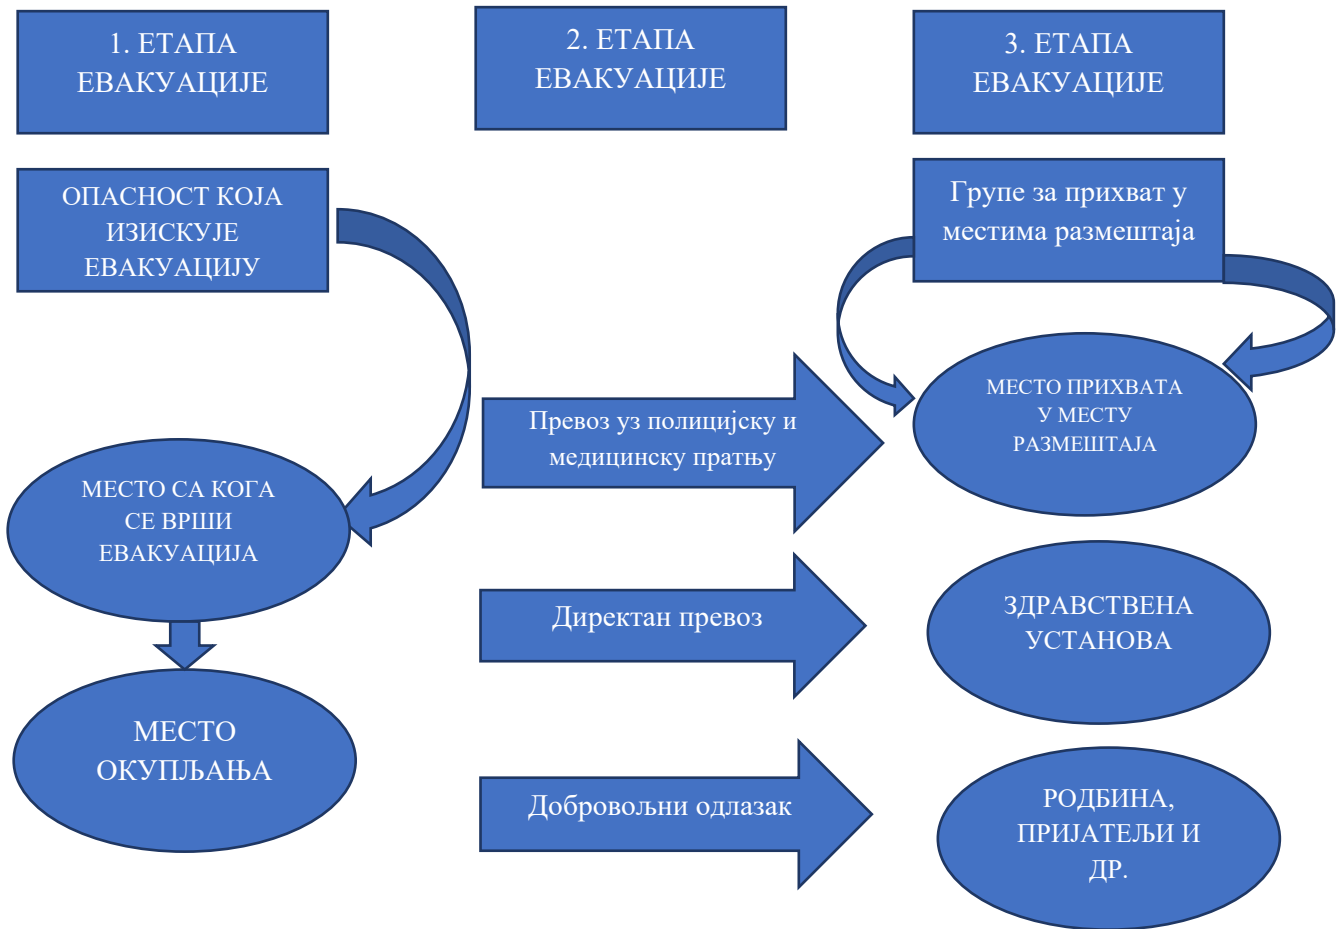 1. ЕТАПА
ЕВАКУАЦИЈЕ
2. ЕТАПА
ЕВАКУАЦИЈЕ
3. ЕТАПА
ЕВАКУАЦИЈЕ
ОПАСНОСТ КОЈА
ИЗИСКУЈЕ
ЕВАКУАЦИЈУ
МЕСТО СА КОГА
СЕ ВРШИ
ЕВАКУАЦИЈА
МЕСТО
ОКУПЉАЊА
Превоз уз полицијску и
медицинску пратњу
Директан превоз
Добровољни одлазак
Групе за прихват у
местима размештаја
МЕСТО ПРИХВАТА
У МЕСТУ
РАЗМЕШТАЈА
ЗДРАВСТВЕНА
УСТАНОВА
РОДБИНА,
ПРИЈАТЕЉИ И
ДР.